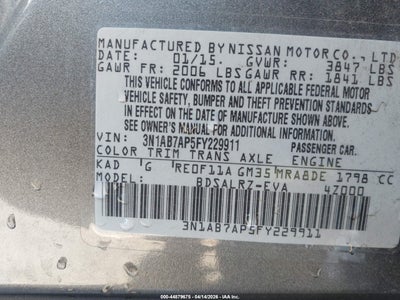 MANUFACTURED BY NISSAN MOTOR CO., LTD.
DATE: 01/15. GVWR: 3847 LBS
GAWR FR: 2006 LBS GAWR RR: 1841 LBS
THIS VEHICLE CONFORMS TO ALL APPLICABLE FEDERAL MOTOR
VEHICLE SAFETY, BUMPER AND THEFT PREVENTION STANDARDS IN
EFFECT ON THE DATE OF MANUFACTURE SHOWN ABOVE.
SEE OWNER'S MANUAL FOR ADDITIONAL INFORMATION
VIN: 3N1AB7AP5FY229911 PASSENGER CAR.
COLOR TRIM TRANS AXLE ENGINE
KAD G RE0F11A GM35 MRA8DE 1798 CC
MODEL: BDSALRZ-EVA 47000
3N1AB7AP5FY229911
ID: 44879675 - 04/14/2026 - IAA Inc.